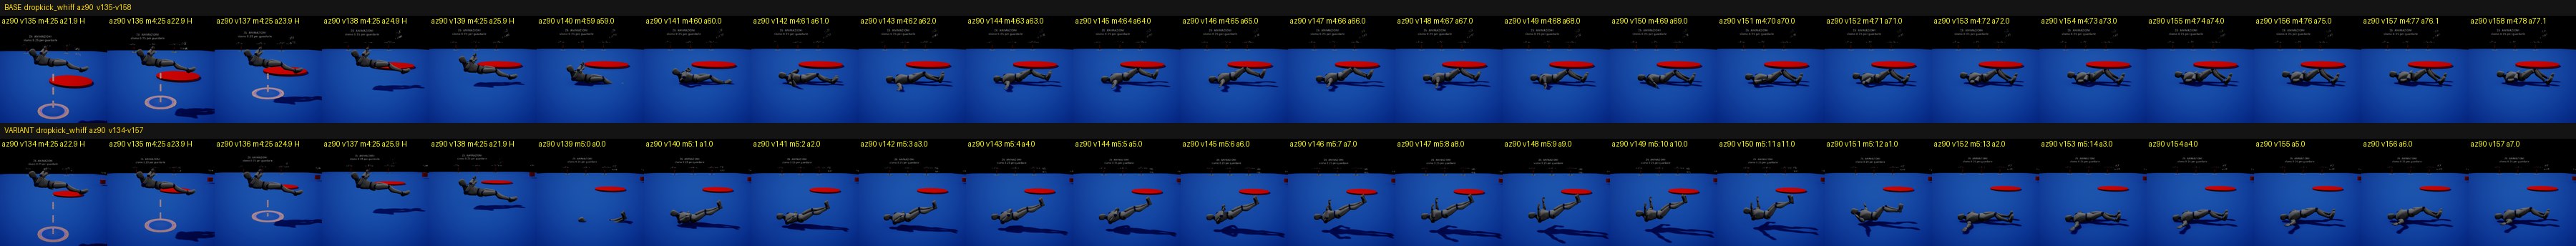 BASE dropkick_whiff az90 v135-v158
az90 v135 m4:25 a21.9 H az90 v136 m4:25 a22.9 H az90 v137 m4:25 a23.9 H az90 v138 m4:25 a24.9 H az90 v139 m4:25 a25.9 H az90 v140 m4:59 a59.0 az90 v141 m4:60 a60.0 az90 v142 m4:61 a61.0 az90 v143 m4:62 a62.0 az90 v144 m4:63 a63.0 az90 v145 m4:64 a64.0 az90 v146 m4:65 a65.0 az90 v147 m4:66 a66.0 az90 v148 m4:67 a67.0 az90 v149 m4:68 a68.0 az90 v150 m4:69 a69.0 az90 v151 m4:70 a70.0 az90 v152 m4:71 a71.0 az90 v153 m4:72 a72.0 az90 v154 m4:73 a73.0 az90 v155 m4:74 a74.0 az90 v156 m4:76 a75.0 az90 v157 m4:77 a76.1 az90 v158 m4:78 a77.1
VARIANT dropkick_whiff az90 v134-v157
az90 v134 m4:25 a22.9 H az90 v135 m4:25 a23.9 H az90 v136 m4:25 a24.9 H az90 v137 m4:25 a25.9 H az90 v138 m4:25 a21.9 H az90 v139 m5:0 a0.0 az90 v140 m5:1 a1.0 az90 v141 m5:2 a2.0 az90 v142 m5:3 a3.0 az90 v143 m5:4 a4.0 az90 v144 m5:5 a5.0 az90 v145 m5:6 a6.0 az90 v146 m5:7 a7.0 az90 v147 m5:8 a8.0 az90 v148 m5:9 a9.0 az90 v149 m5:10 a10.0 az90 v150 m5:11 a11.0 az90 v151 m5:12 a1.0 az90 v152 m5:13 a2.0 az90 v153 m5:14 a3.0 az90 v154 a4.0 az90 v155 a5.0 az90 v156 a6.0 az90 v157 a7.0